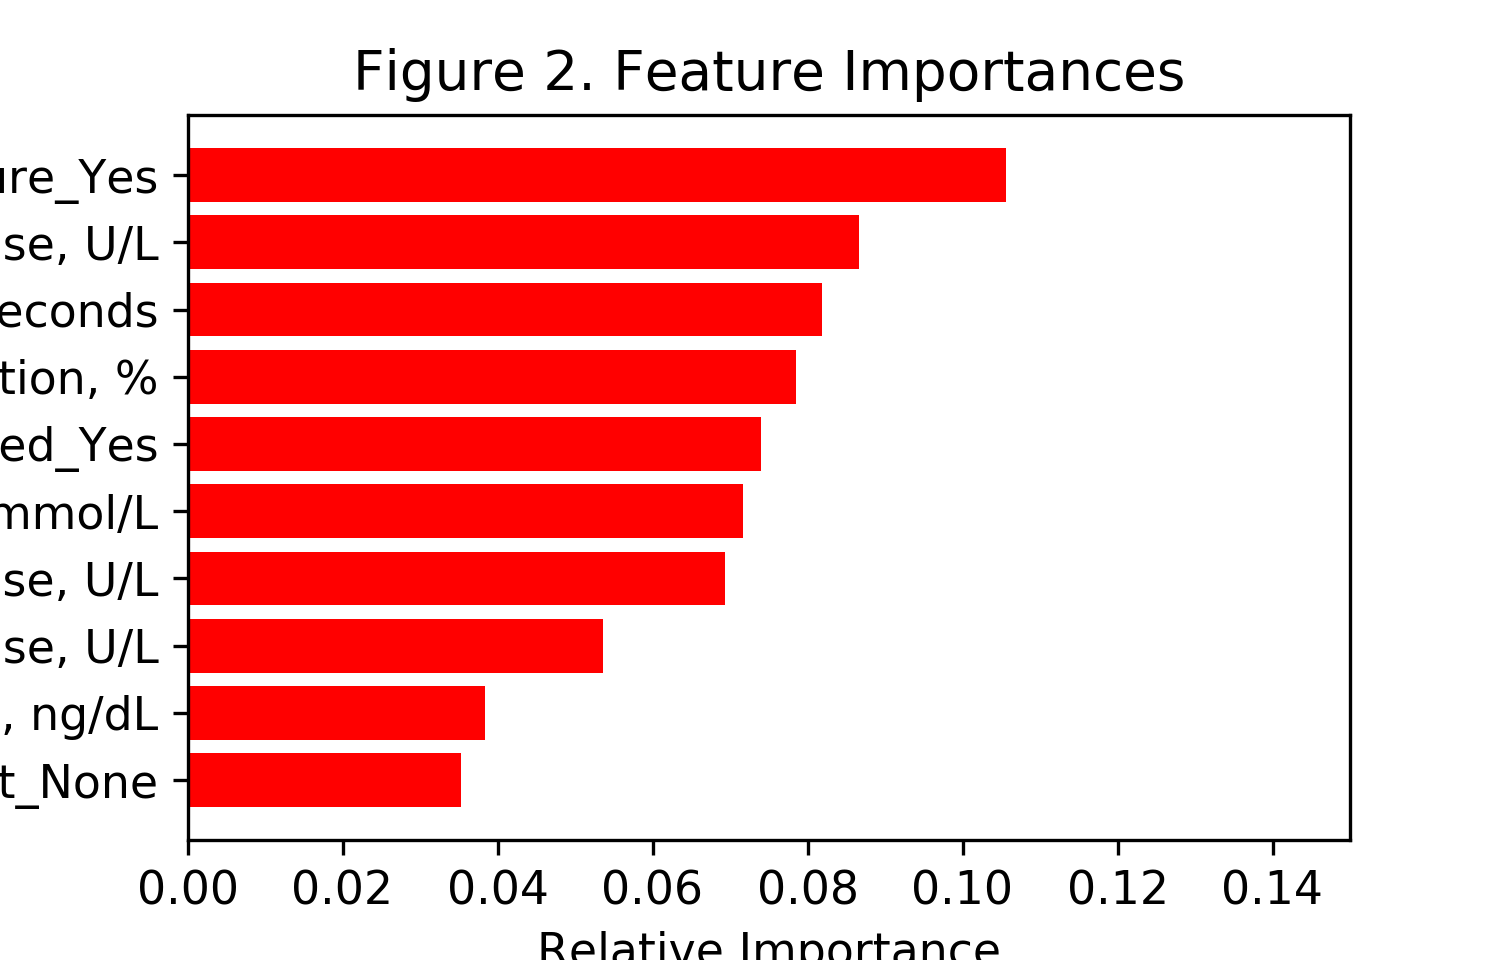 Figure 2. Feature Importances
ure_Yes
se, U/L
econds
tion, %
ed_Yes
mmol/L
se, U/L
se, U/L
, ng/dL
t_None
0.00 0.02 0.04 0.06 0.08 0.10 0.12 0.14
Relative Importance